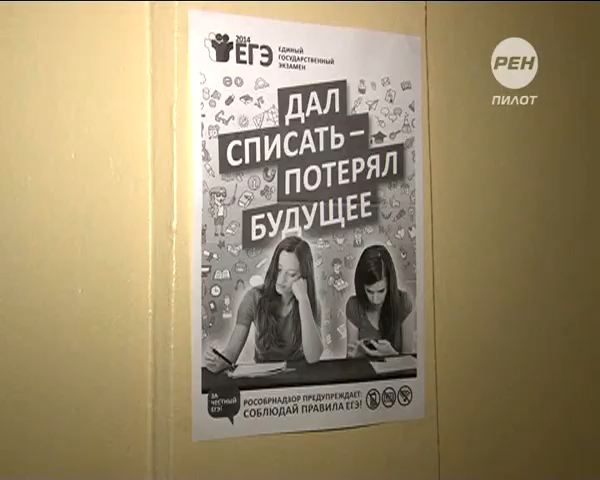 2014
ЕГЭ
ЕДИНЫЙ
ГОСУДАРСТВЕННЫЙ
ЭКЗАМЕН
РЕН
ПИЛОТ
ДАЛ
СПИСАТЬ –
ПОТЕРЯЛ
БУДУЩЕЕ
ЗА
ЧЕСТНЫЙ
ЕГЭ!
РОСОБРНАДЗОР ПРЕДУПРЕЖДАЕТ:
СОБЛЮДАЙ ПРАВИЛА ЕГЭ!